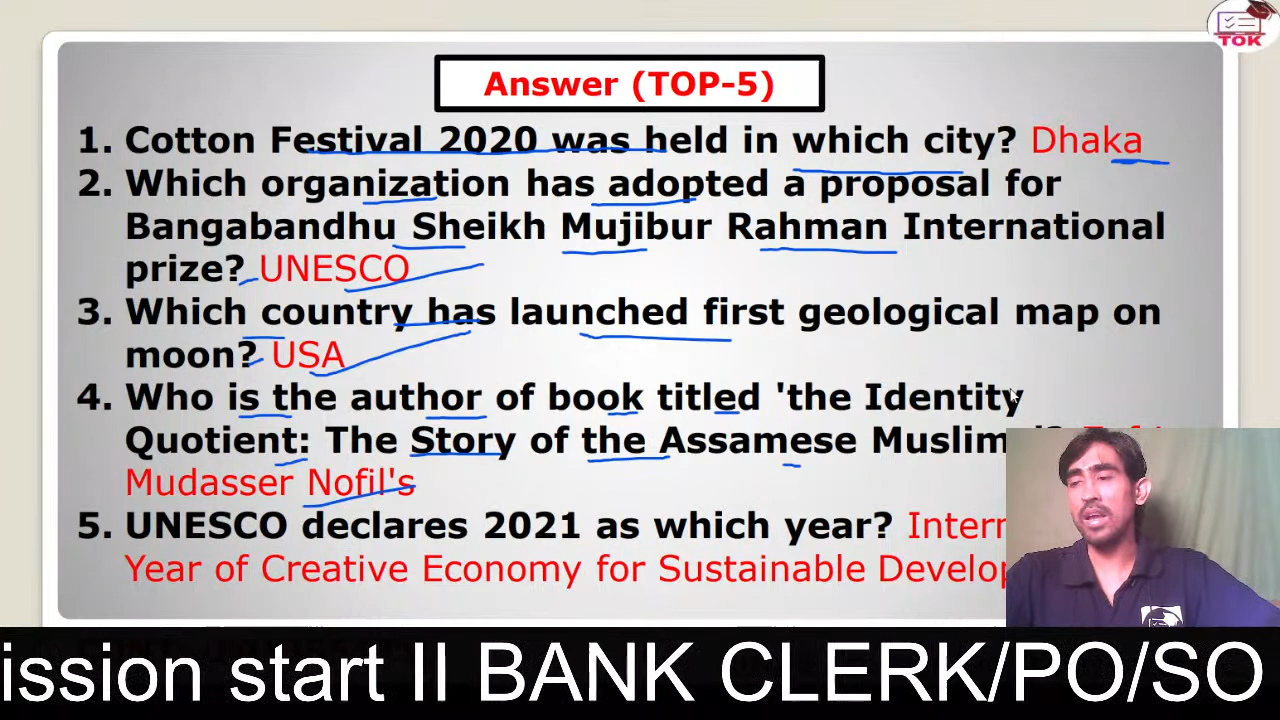 TOK
Answer (TOP-5)
1. Cotton Festival 2020 was held in which city? Dhaka
2. Which organization has adopted a proposal for
Bangabandhu Sheikh Mujibur Rahman International
prize? UNESCO
3. Which country has launched first geological map on
moon? USA
4. Who is the author of book titled 'the Identity
Quotient: The Story of the Assamese
Mudasser Nofil's
5. UNESCO declares 2021 as which year?
Year of Creative Economy for Sustainable
ission start II BANK CLERK/PO/SO